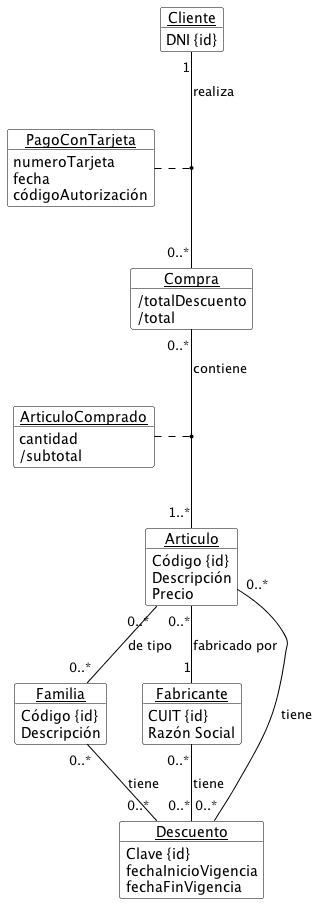 Cliente
DNI {id}
1
realiza
PagoConTarjeta
numeroTarjeta
fecha
códigoAutorización
0..*
Compra
/totalDescuento
/total
0..*
contiene
ArticuloComprado
cantidad
/subtotal
1..*
Articulo
Código {id}
Descripción
Precio
0..*
0..*
0..*
de tipo
fabricado por
0..*
1
Familia
Código {id}
Descripción
Fabricante
CUIT {id}
Razón Social
tiene
0..*
0..*
tiene
tiene
0..*
0..*
0..*
Descuento
Clave {id}
fechaInicioVigencia
fechaFinVigencia